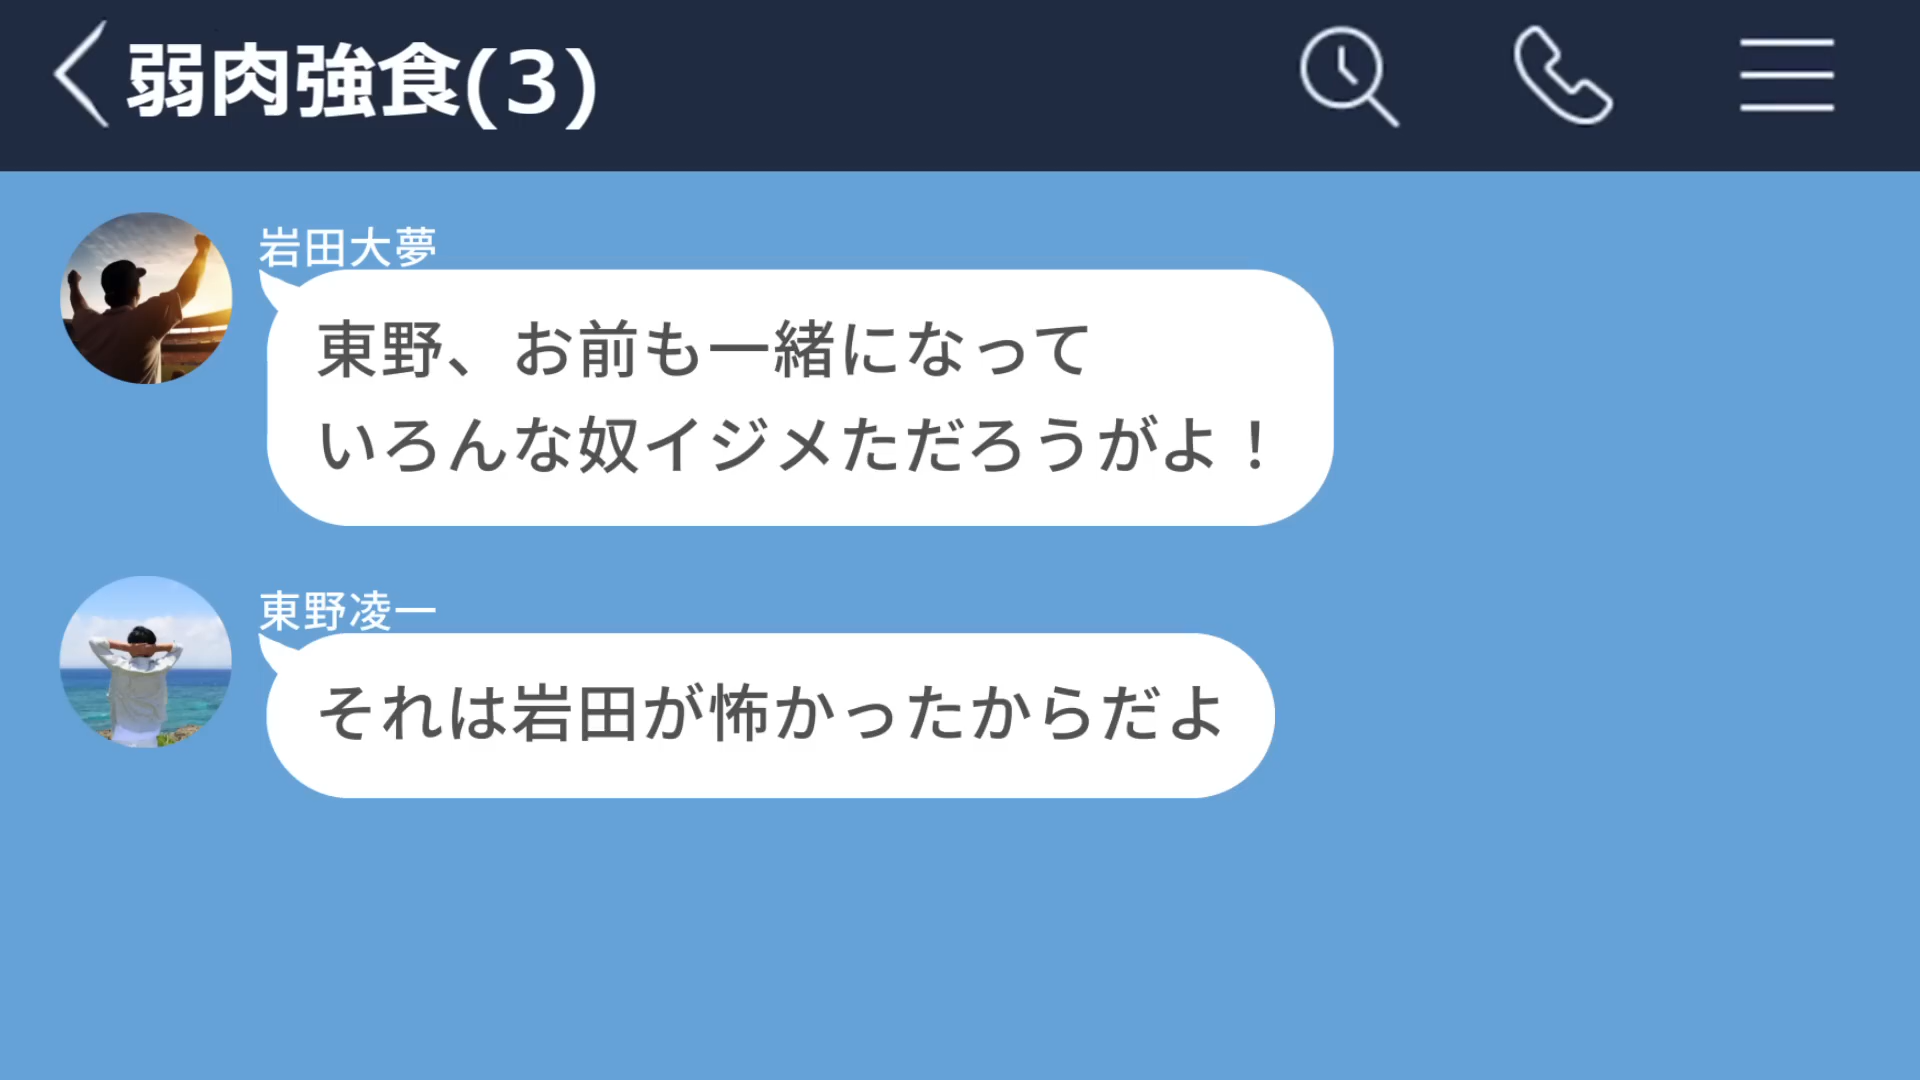 弱肉強食(3)
岩田大夢
東野、お前も一緒になって
いろんな奴イジメただろうがよ！
東野凌一
それは岩田が怖かったからだよ